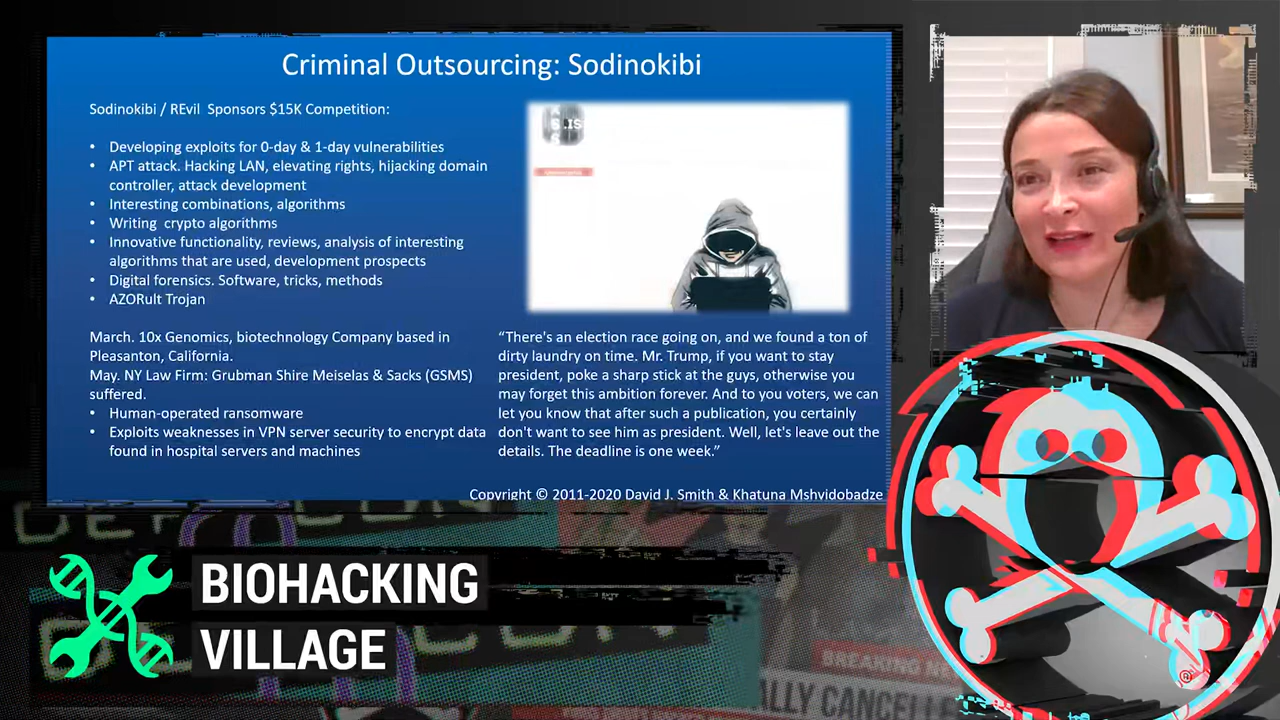 Criminal Outsourcing: Sodinokibi
Sodinokibi / REvil Sponsors $15K Competition:
• Developing exploits for 0-day & 1-day vulnerabilities
• APT attack. Hacking LAN, elevating rights, hijacking domain
controller, attack development
• Interesting combinations, algorithms
• Writing crypto algorithms
• Innovative functionality, reviews, analysis of interesting
algorithms that are used, development prospects
• Digital forensics. Software, tricks, methods
• AZORult Trojan
March. 10x Genomics, biotechnology Company based in
Pleasanton, California.
May. NY Law Firm: Grubman Shire Meiselas & Sacks (GSMS)
suffered.
• Human-operated ransomware
• Exploits weaknesses in VPN server security to encrypt data
found in hospital servers and machines
“There's an election race going on, and we found a ton of
dirty laundry on time. Mr. Trump, if you want to stay
president, poke a sharp stick at the guys, otherwise you
may forget this ambition forever. And to you voters, we can
let you know that after such a publication, you certainly
don't want to see him as president. Well, let's leave out the
details. The deadline is one week.”
Copyright © 2011-2020 David J. Smith & Khatuna Mshvidobadze
BIOHACKING
VILLAGE
BREAKING NE
ALLY CANCELLE
®